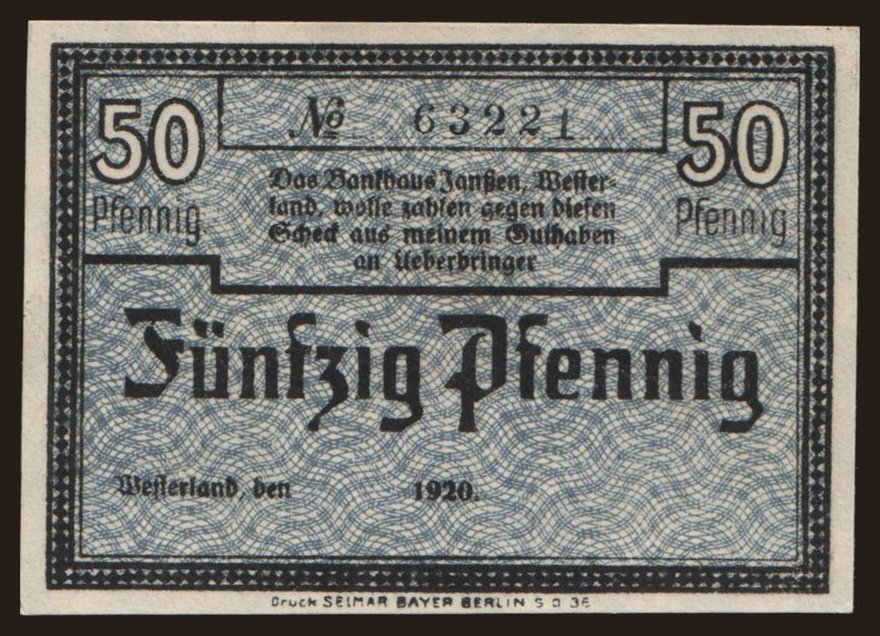 50
Pfennig
№ 63221
50
Pfennig
Das Bankhaus Janßen, Wester-
land, wolle zahlen gegen diesen
Scheck aus meinem Guthaben
an Ueberbringer
Fünfzig Pfennig
Westerland, den 1920.
Druck SELMAR BAYER BERLIN S O 36